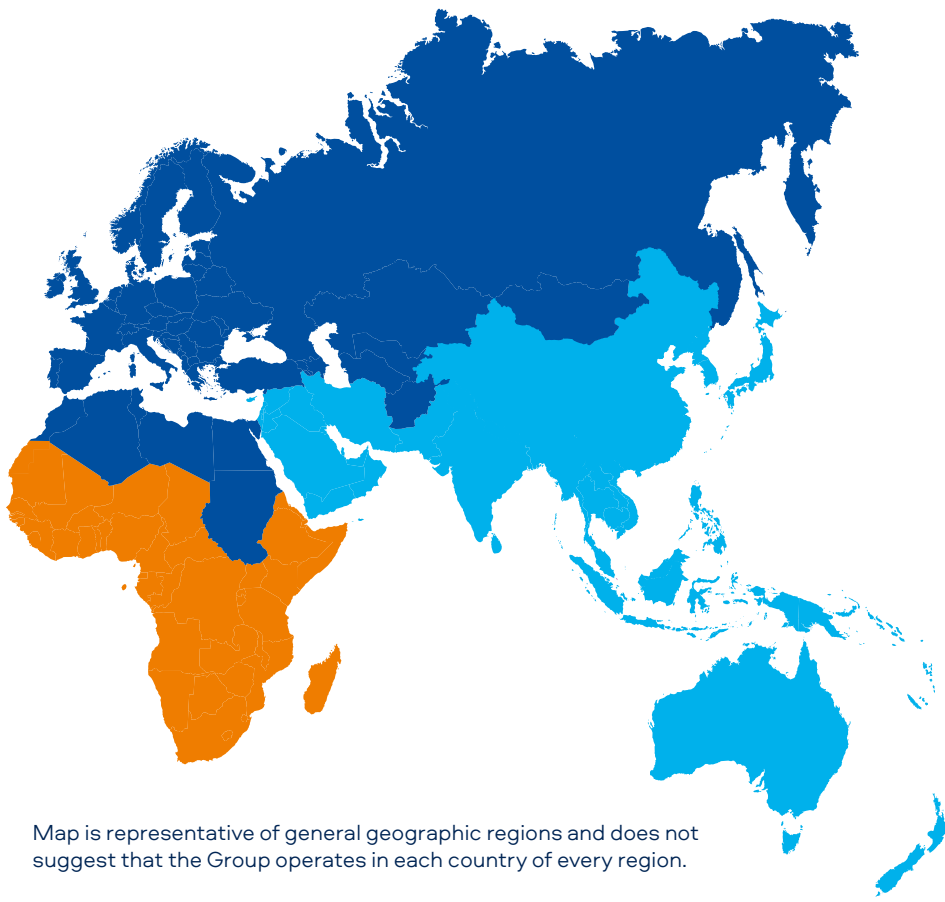 Map is representative of general geographic regions and does not
suggest that the Group operates in each country of every region.